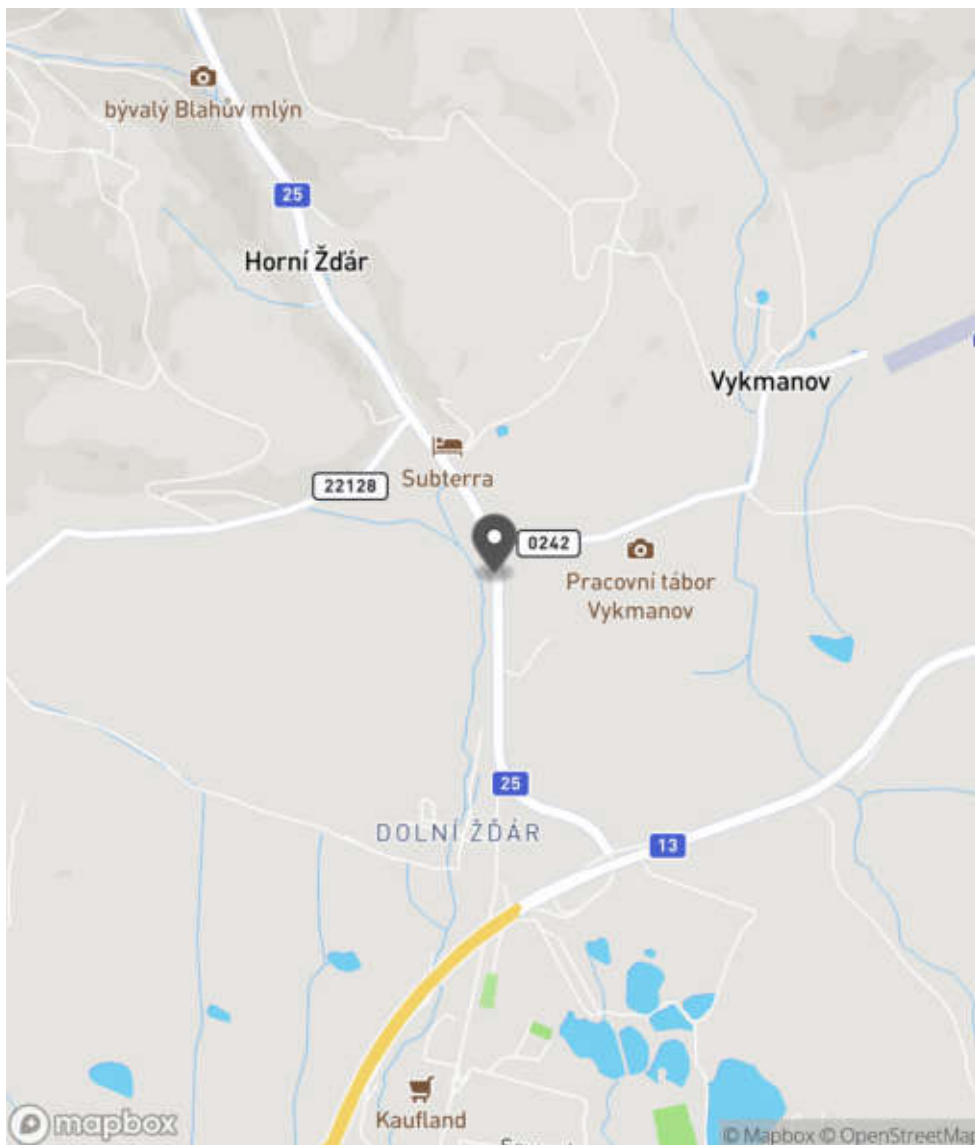 bývalý Blahův mlýn
25
Horní Žďár
Vykmanov
Subterra
22128
0242
Pracovní tábor
Vykmanov
25
DOLNÍ ŽĎÁR
13
Kaufland
mapbox
© Mapbox © OpenStreetMap